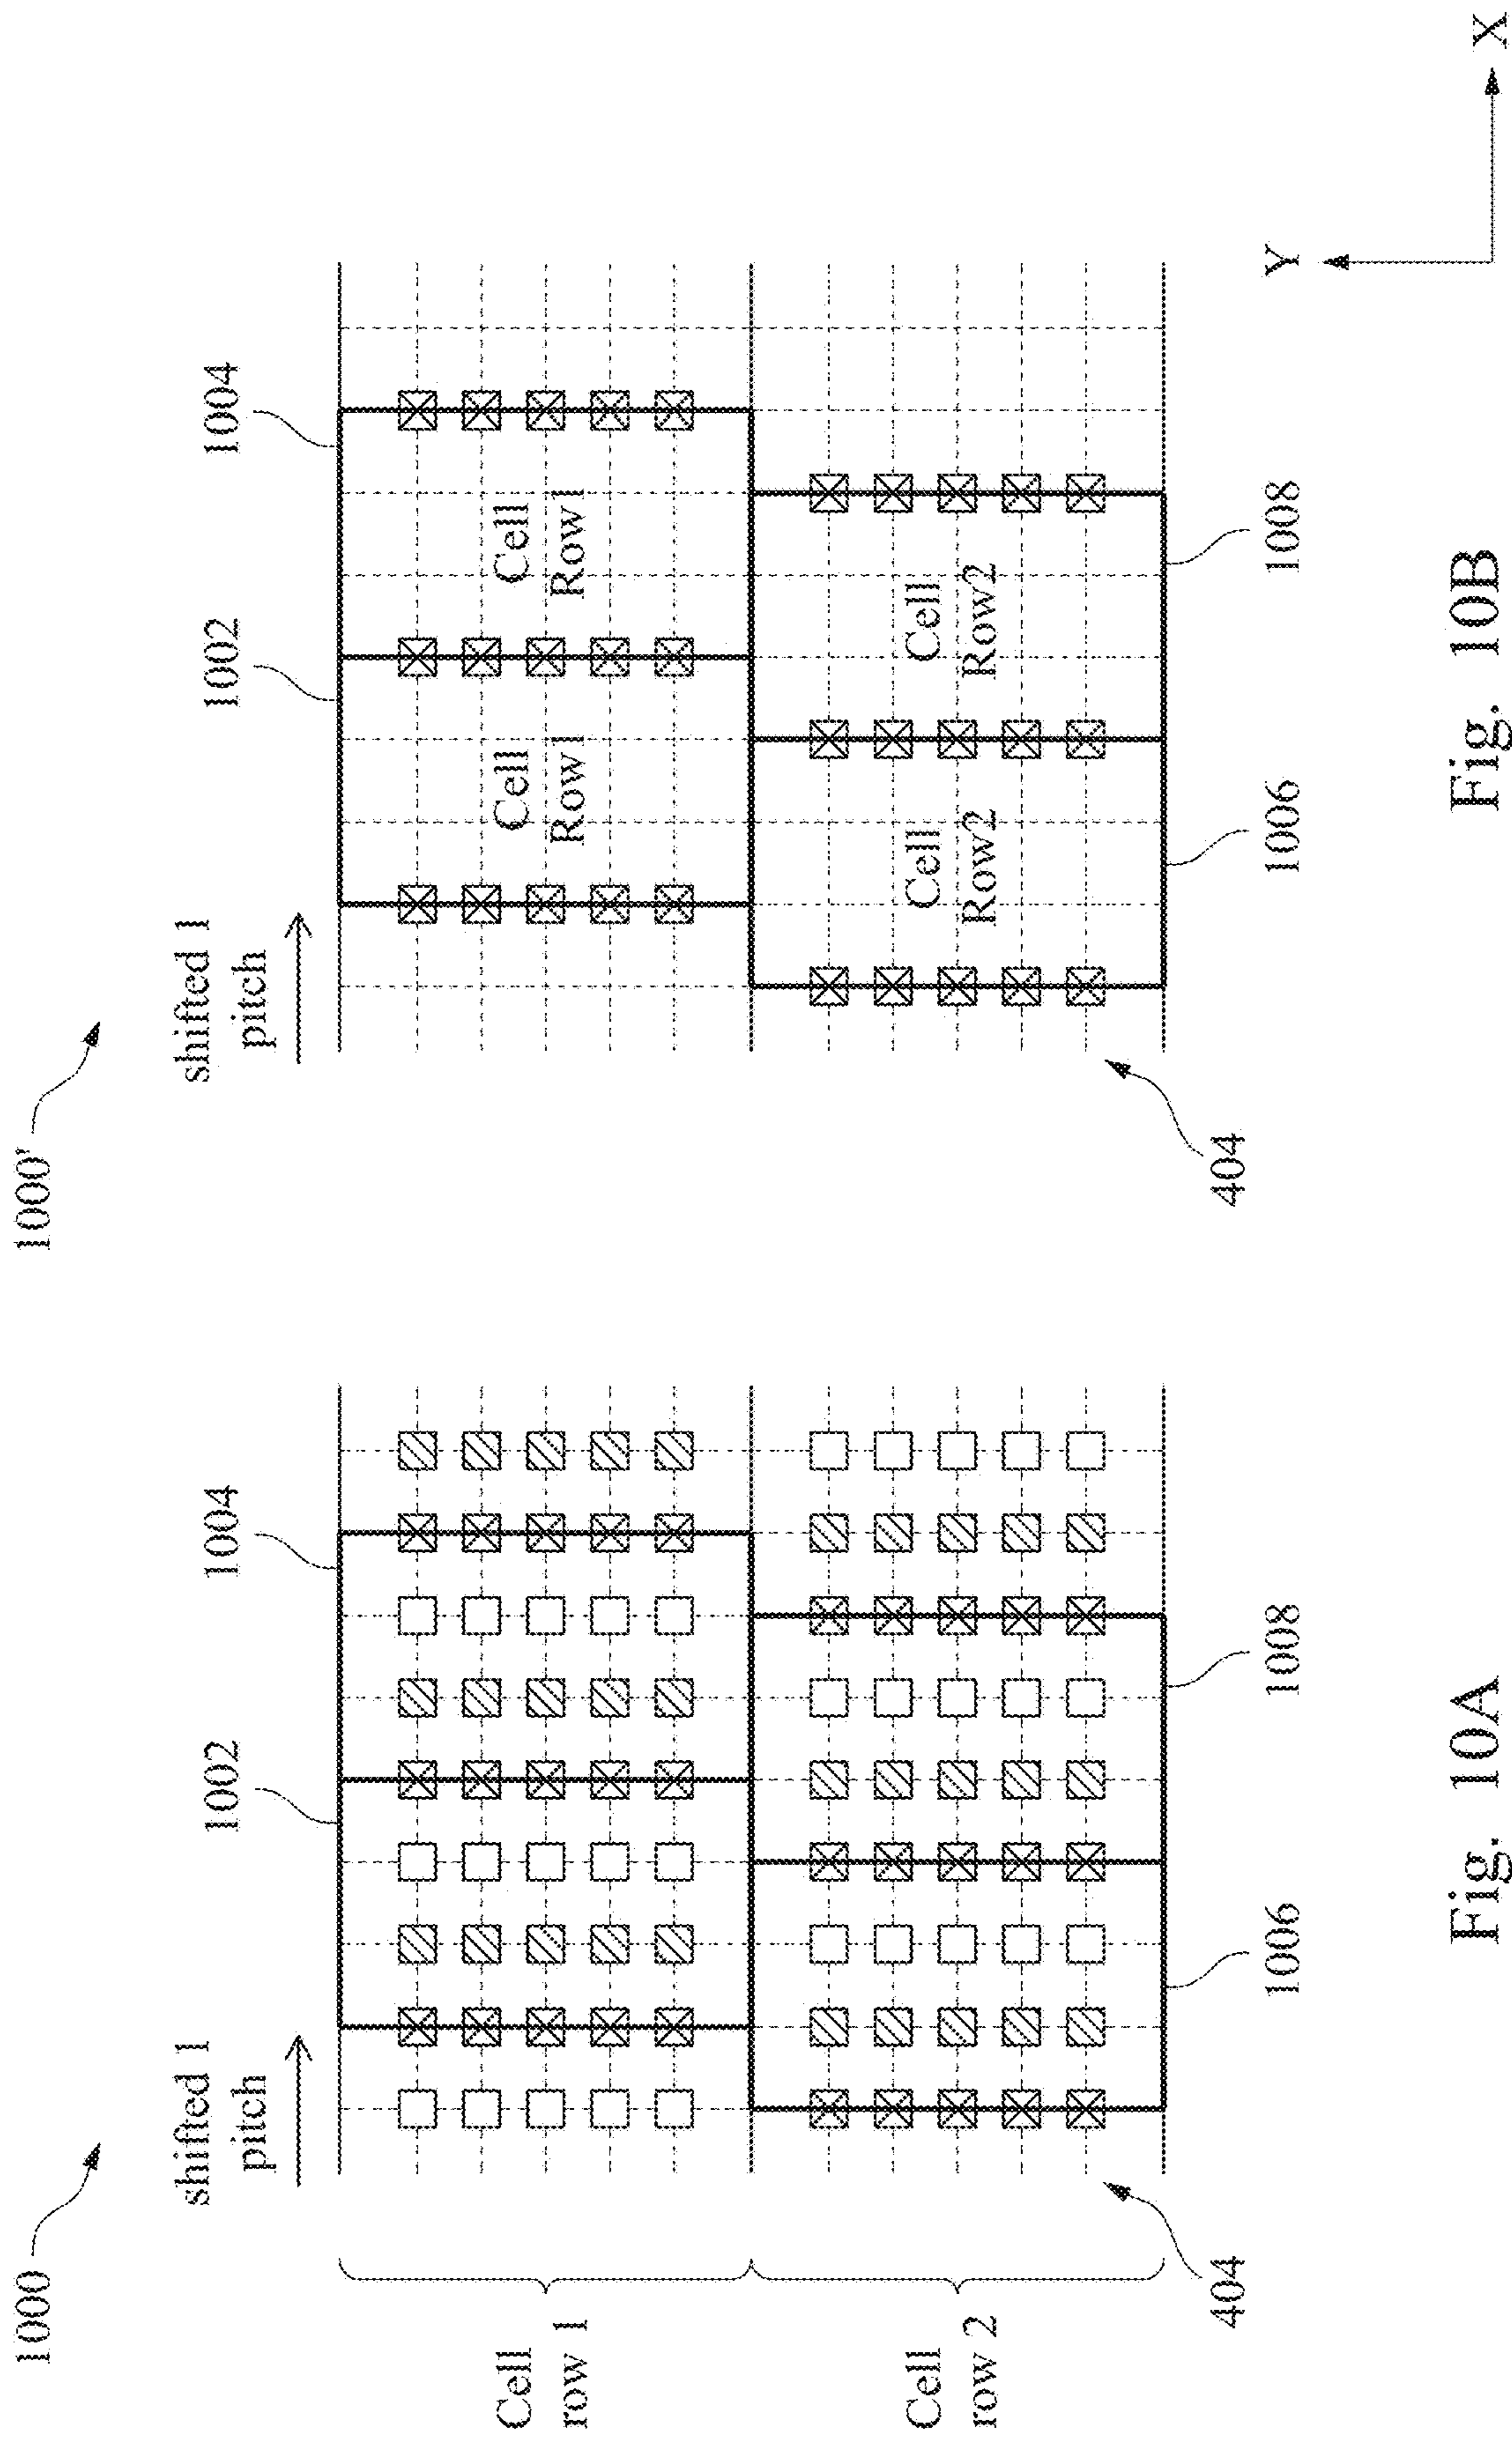 1000
shifted 1
pitch
1002
1004
Cell
row 1
Cell
row 2
404
1006
1008
Fig. 10A
1000'
shifted 1
pitch
1002
1004
Cell
Row1
Cell
Row1
Cell
Row2
Cell
Row2
404
1006
1008
Y
X
Fig. 10B